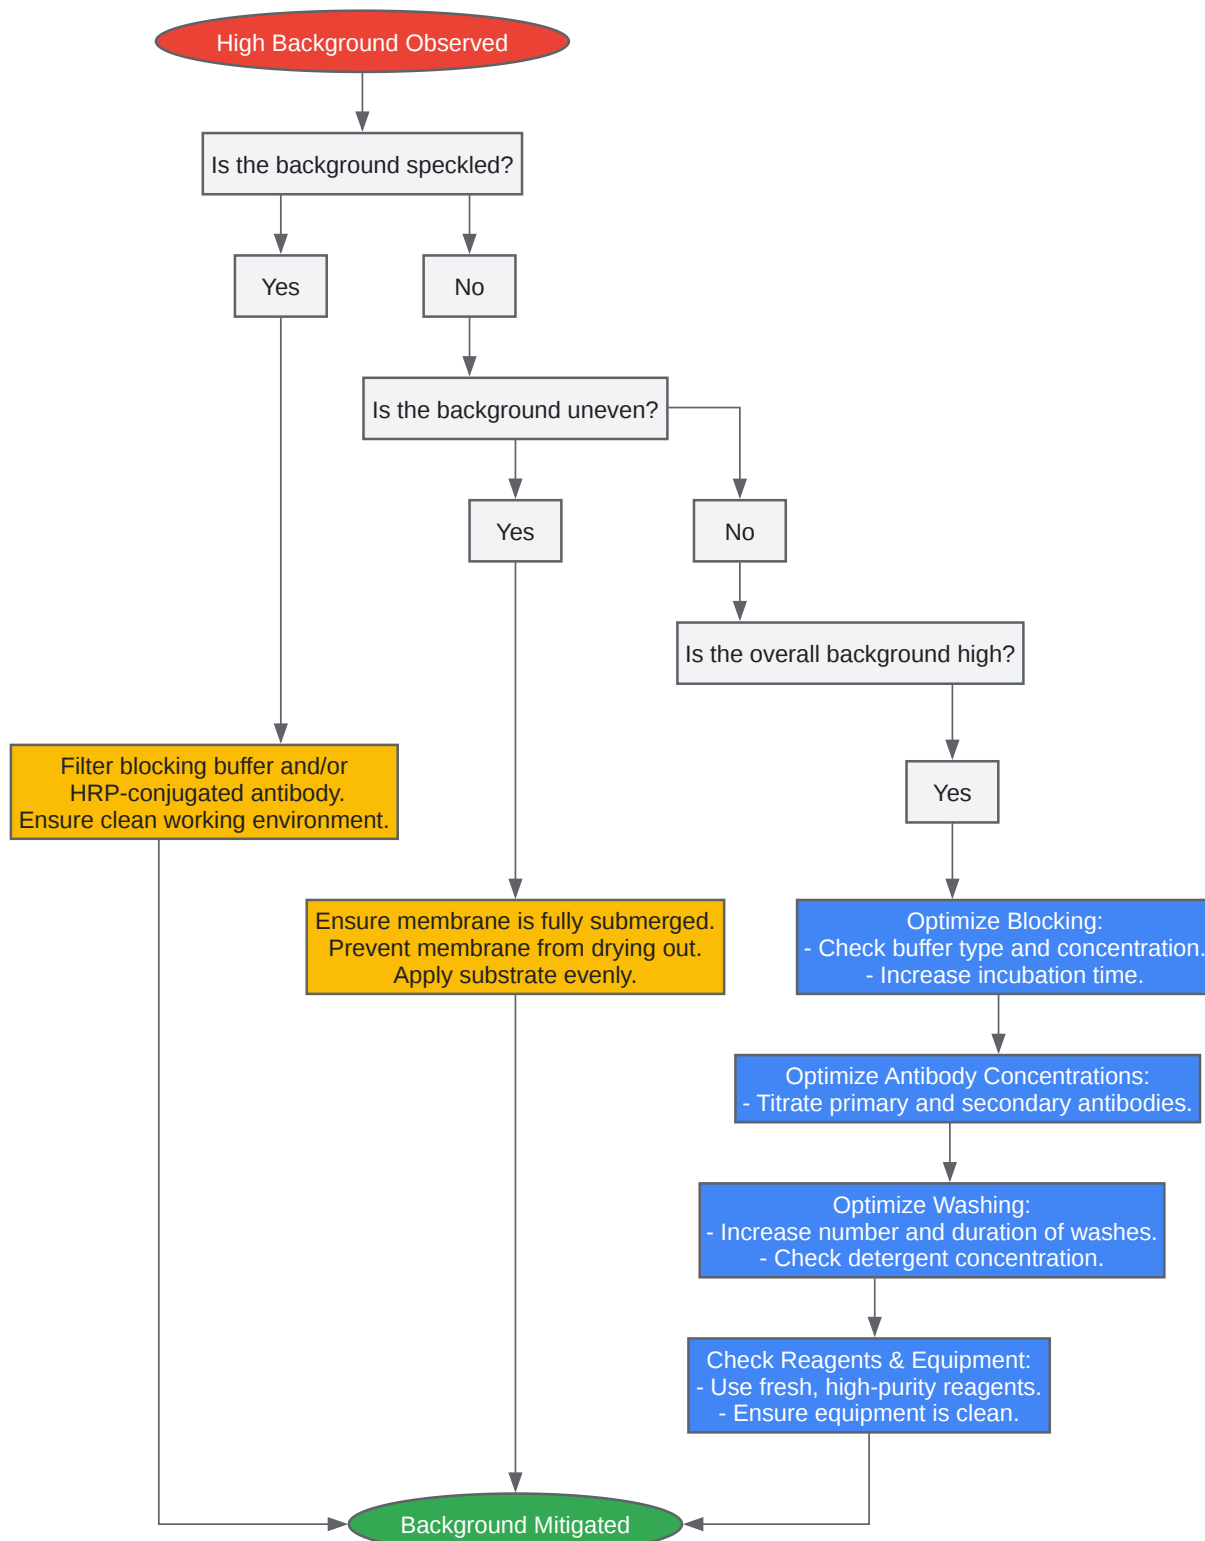 High Background Observed
Is the background speckled?
Yes
No
Is the background uneven?
Yes
No
Is the overall background high?
Filter blocking buffer and/or
HRP-conjugated antibody.
Ensure clean working environment.
Yes
Ensure membrane is fully submerged.
Prevent membrane from drying out.
Apply substrate evenly.
Optimize Blocking:
- Check buffer type and concentration.
- Increase incubation time.
Optimize Antibody Concentrations:
- Titrate primary and secondary antibodies.
Optimize Washing:
- Increase number and duration of washes.
- Check detergent concentration.
Check Reagents & Equipment:
- Use fresh, high-purity reagents.
- Ensure equipment is clean.
Background Mitigated